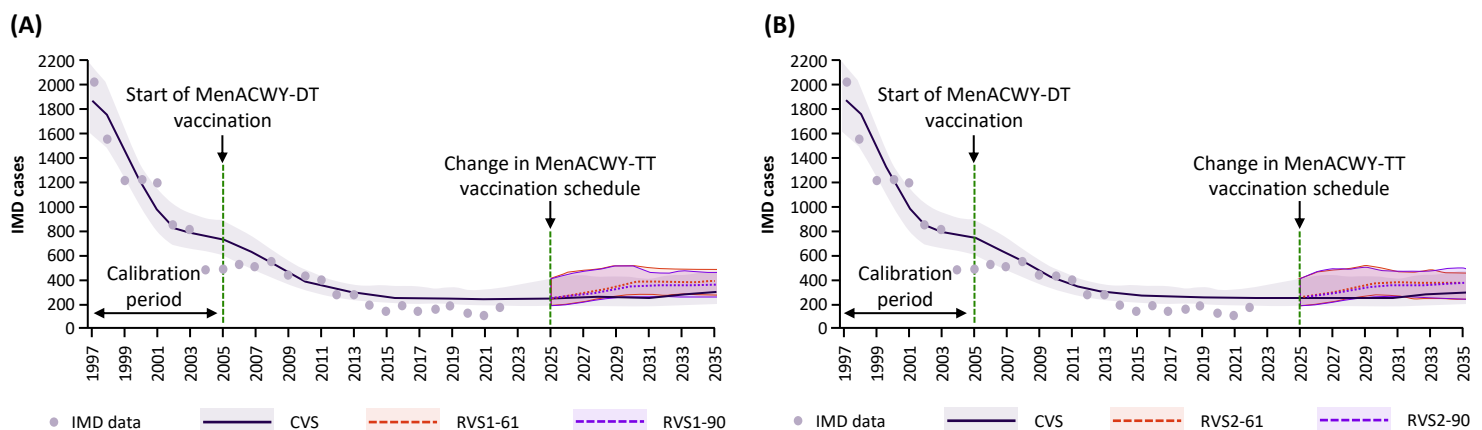 (A)
IMD cases
2200
2000
1800
1600
1400
1200
1000
800
600
400
200
0
Start of MenACWY-DT
vaccination
Change in MenACWY-TT
vaccination schedule
Calibration
period
1997
1999
2001
2003
2005
2007
2009
2011
2013
2015
2017
2019
2021
2023
2025
2027
2029
2031
2033
2035
IMD data
CVS
RVS1-61
RVS1-90
(B)
IMD cases
2200
2000
1800
1600
1400
1200
1000
800
600
400
200
0
Start of MenACWY-DT
vaccination
Change in MenACWY-TT
vaccination schedule
Calibration
period
1997
1999
2001
2003
2005
2007
2009
2011
2013
2015
2017
2019
2021
2023
2025
2027
2029
2031
2033
2035
IMD data
CVS
RVS2-61
RVS2-90